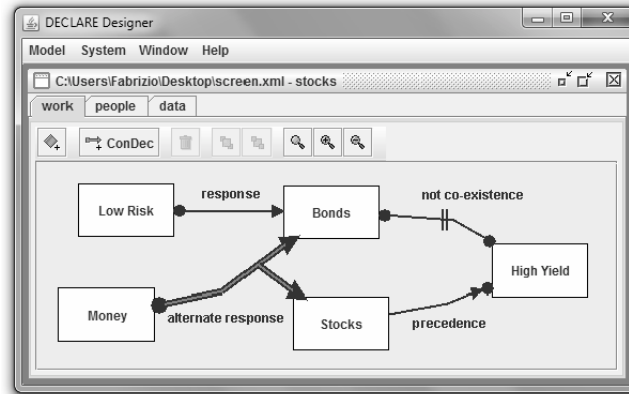 DECLARE Designer
Model System Window Help
C:\Users\Fabrizio\Desktop\screen.xml - stocks
work people data
ConDec
response
not co-existence
Low Risk
Bonds
High Yield
Money
alternate response
Stocks
precedence